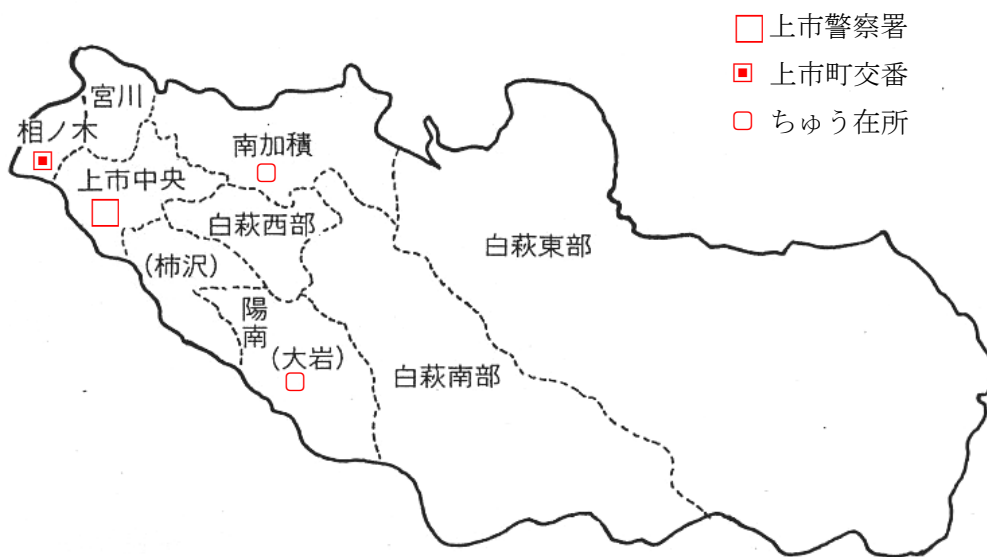 上市警察署
上市町交番
ちゅう在所
宮川
相ノ木
南加積
上市中央
白萩西部
白萩東部
(柿沢)
陽南
(大岩)
白萩南部